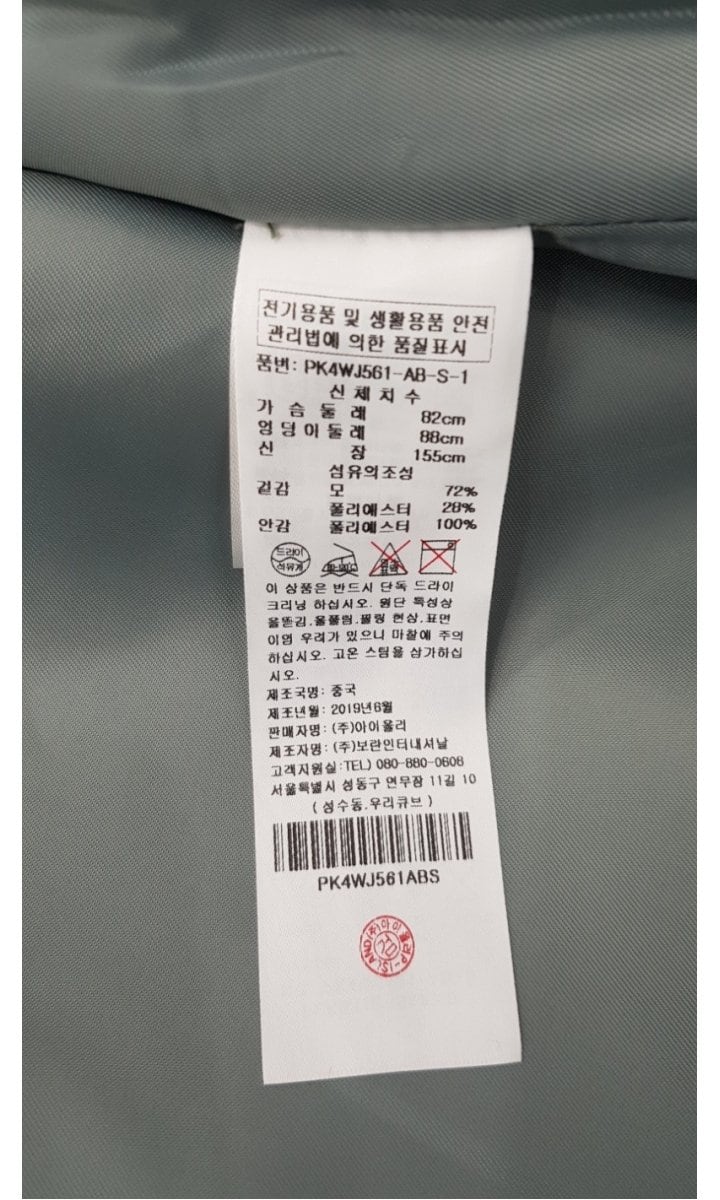 전기용품 및 생활용품 안전
관리법에 의한 품질표시
품번: PK4WJ561-AB-S-1
신 체 치 수
가 슴 둘 레 82cm
엉 덩 이 둘 레 88cm
신 장 155cm
섬유의조성
겉감 모 72%
폴리에스터 28%
안감 폴리에스터 100%
드라이
석유계
이 상품은 반드시 단독 드라이
크리닝 하십시오. 원단 특성상
올뜯김,올풀림,필링 현상,표면
이염 우려가 있으니 마찰에 주의
하십시오. 고온 스팀을 삼가하십
시오.
제조국명: 중국
제조년월: 2019년6월
판매자명: (주)아이올리
제조자명: (주)보란인터내셔날
고객지원실:TEL) 080-880-0608
서울특별시 성동구 연무장 11길 10
( 성수동,우리큐브 )
PK4WJ561ABS
(주)아이올리 P-ISLAND